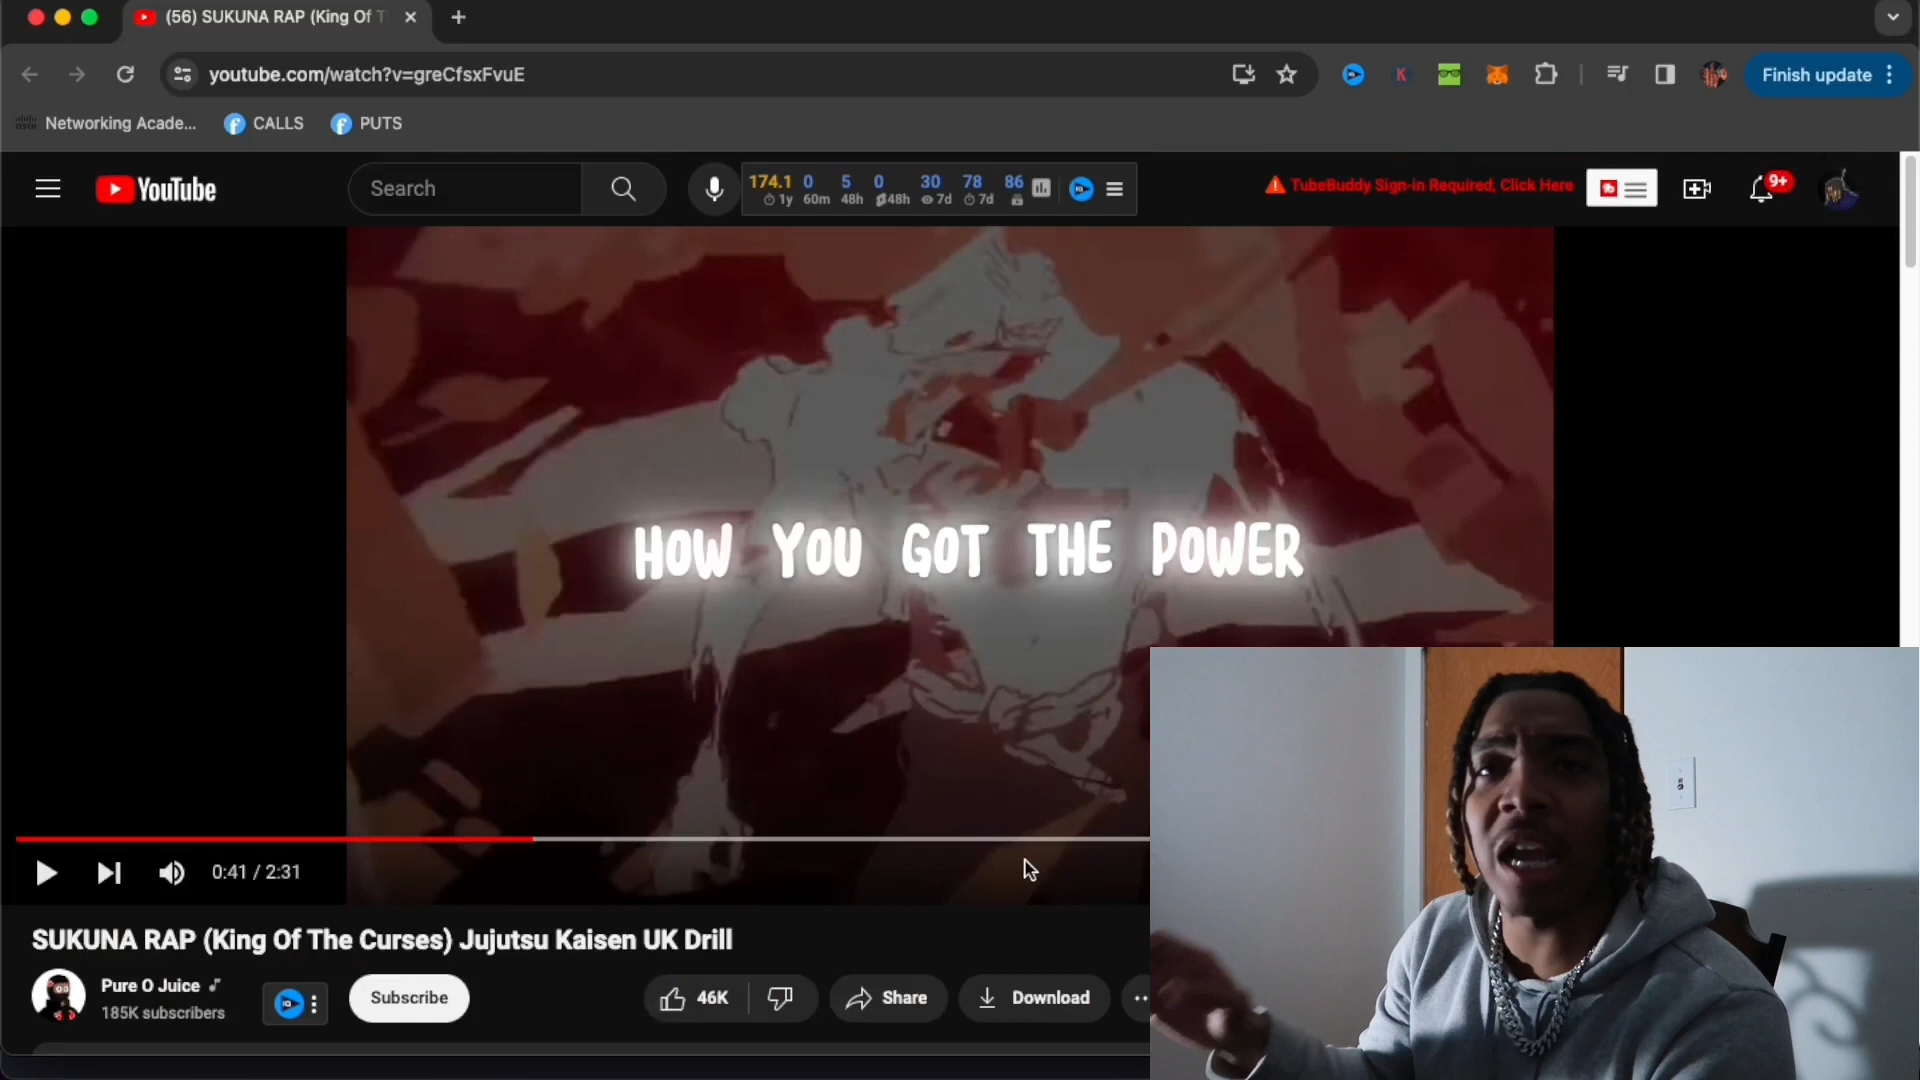 (56) SUKUNA RAP (King Of T
youtube.com/watch?v=greCfsxFvuE
Finish update
Networking Acade...
CALLS
PUTS
YouTube
Search
174.1 0 5 0 30 78 86
1y 60m 48h 48h 7d 7d
TubeBuddy Sign-in Required, Click Here
9+
HOW YOU GOT THE POWER
0:41 / 2:31
SUKUNA RAP (King Of The Curses) Jujutsu Kaisen UK Drill
Pure O Juice
185K subscribers
Subscribe
46K
Share
Download